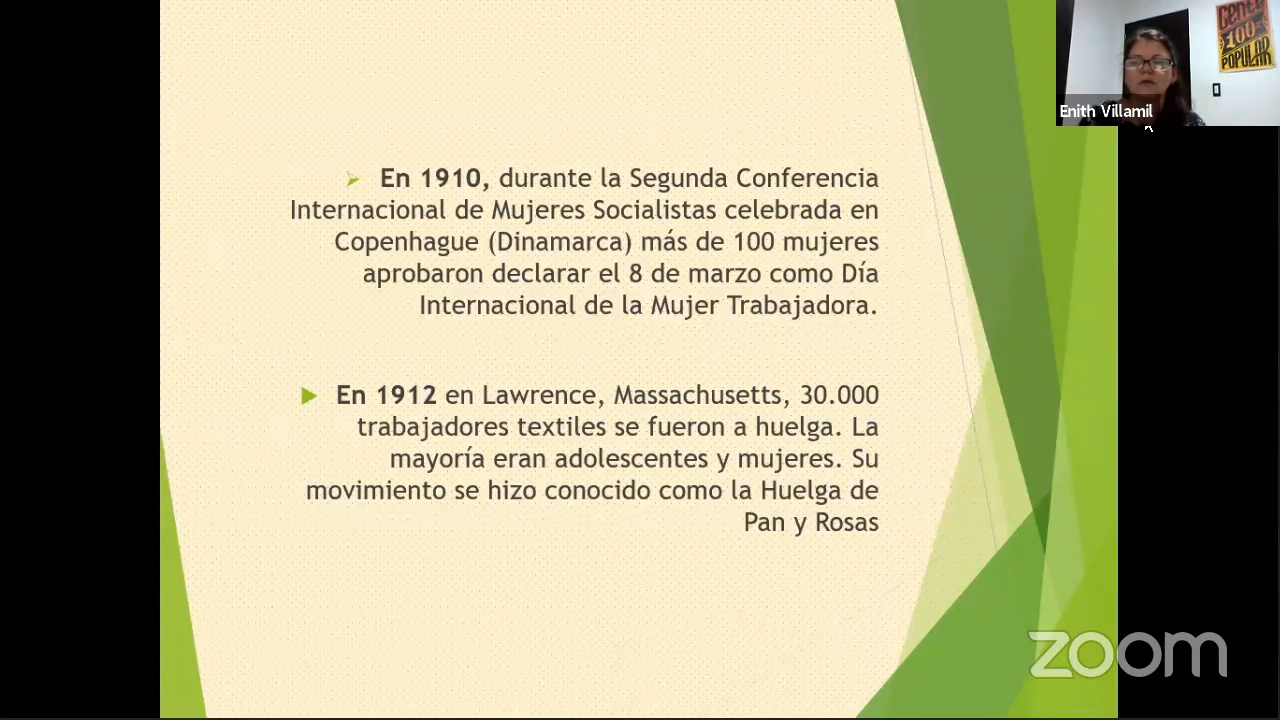 Gente
100%
POPULAR
Enith Villamil
En 1910, durante la Segunda Conferencia
Internacional de Mujeres Socialistas celebrada en
Copenhague (Dinamarca) más de 100 mujeres
aprobaron declarar el 8 de marzo como Día
Internacional de la Mujer Trabajadora.
En 1912 en Lawrence, Massachusetts, 30.000
trabajadores textiles se fueron a huelga. La
mayoría eran adolescentes y mujeres. Su
movimiento se hizo conocido como la Huelga de
Pan y Rosas
zoom